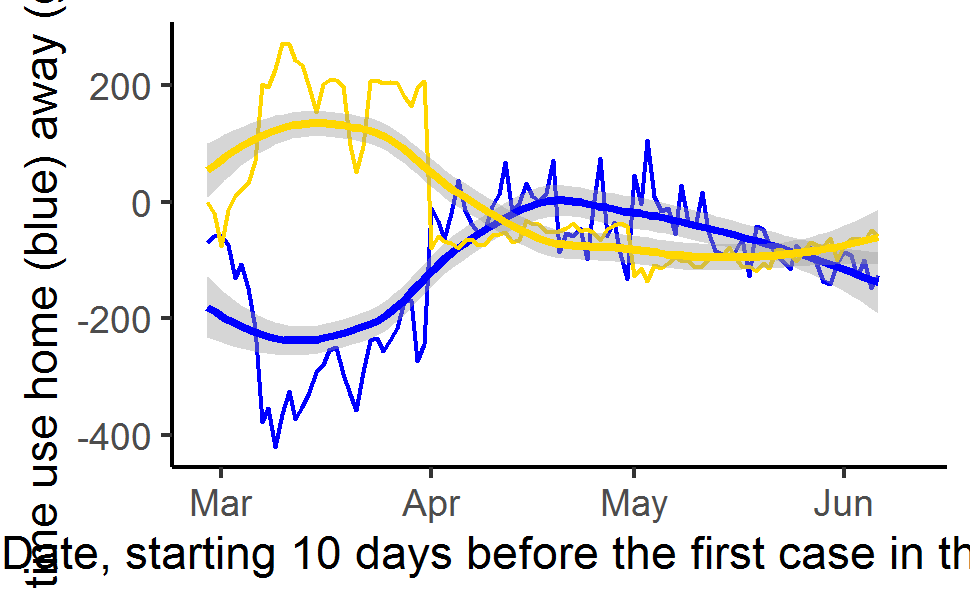 time use home (blue) away (
200
0
-200
-400
Mar Apr May Jun
Date, starting 10 days before the first case in th